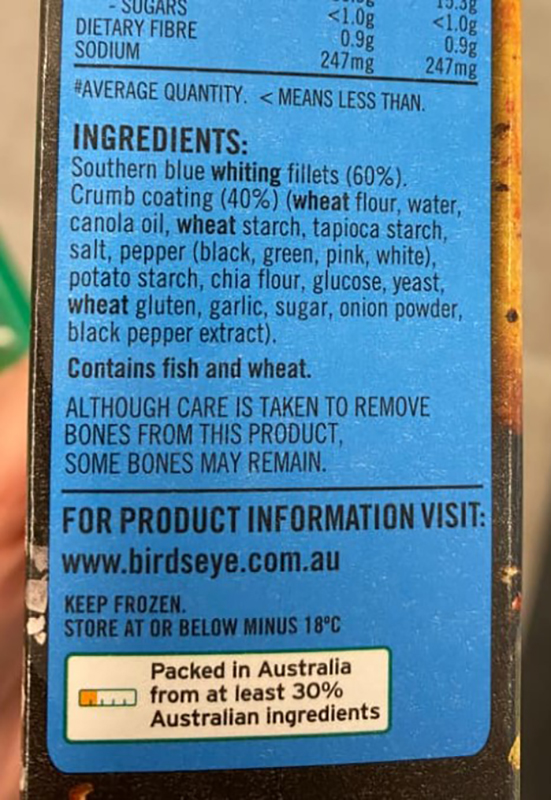 - SUGARS
<1.0g <1.0g
DIETARY FIBRE 0.9g 0.9g
SODIUM 247mg 247mg
#AVERAGE QUANTITY. < MEANS LESS THAN.
INGREDIENTS:
Southern blue whiting fillets (60%).
Crumb coating (40%) (wheat flour, water,
canola oil, wheat starch, tapioca starch,
salt, pepper (black, green, pink, white),
potato starch, chia flour, glucose, yeast,
wheat gluten, garlic, sugar, onion powder,
black pepper extract).
Contains fish and wheat.
ALTHOUGH CARE IS TAKEN TO REMOVE
BONES FROM THIS PRODUCT,
SOME BONES MAY REMAIN.
FOR PRODUCT INFORMATION VISIT:
www.birdseye.com.au
KEEP FROZEN.
STORE AT OR BELOW MINUS 18ºC
Packed in Australia
from at least 30%
Australian ingredients